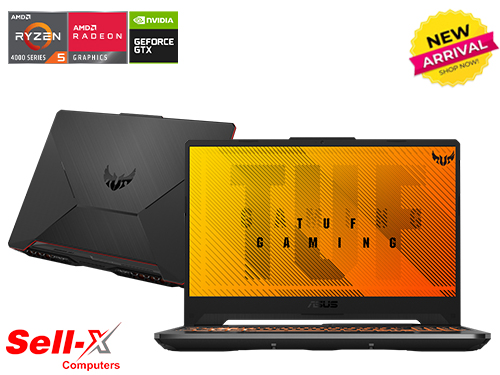 AMD
RYZEN
4000 SERIES 5
AMD
RADEON
GRAPHICS
NVIDIA
GEFORCE
GTX
NEW
ARRIVAL
SHOP NOW!
TUF
GAMING
ASUS
Sell-X
Computers